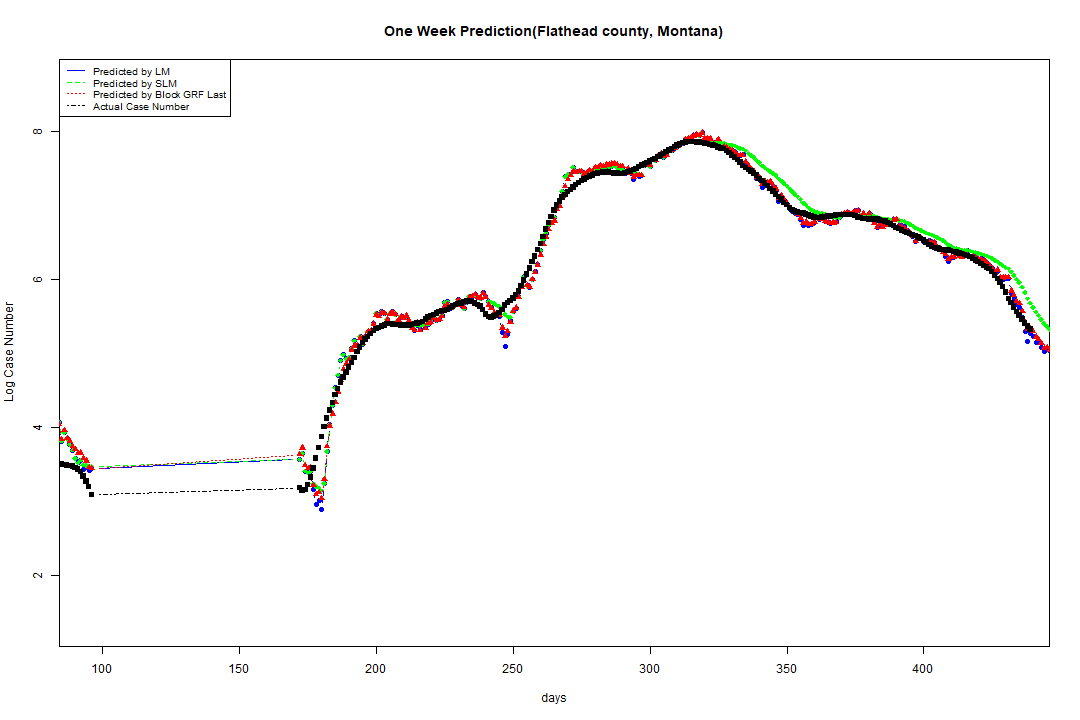 One Week Prediction(Flathead county, Montana)
Predicted by LM
Predicted by SLM
Predicted by Block GRF Last
Actual Case Number
8
6
4
2
Log Case Number
100 150 200 250 300 350 400
days